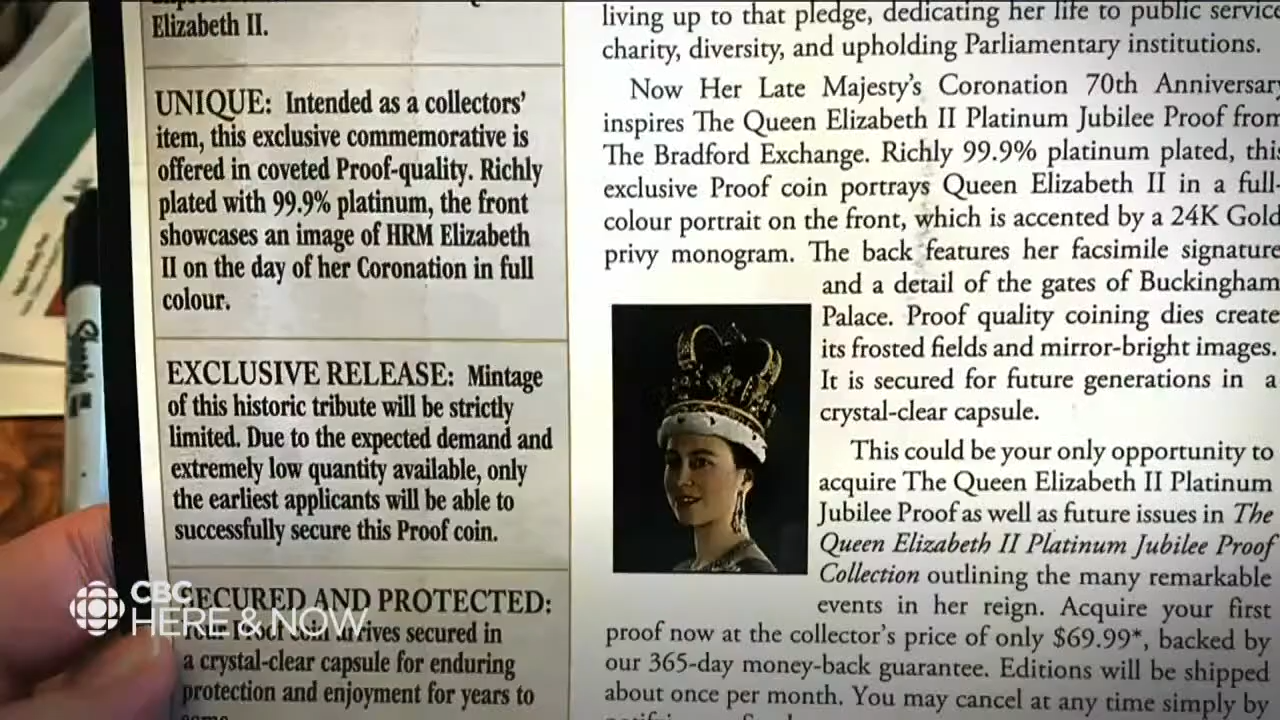 Elizabeth II.
UNIQUE: Intended as a collectors'
item, this exclusive commemorative is
offered in coveted Proof-quality. Richly
plated with 99.9% platinum, the front
showcases an image of HRM Elizabeth
II on the day of her Coronation in full
colour.
EXCLUSIVE RELEASE: Mintage
of this historic tribute will be strictly
limited. Due to the expected demand and
extremely low quantity available, only
the earliest applicants will be able to
successfully secure this Proof coin.
SECURED AND PROTECTED:
arrives secured in
a crystal-clear capsule for enduring
protection and enjoyment for years to
living up to that pledge, dedicating her life to public service
charity, diversity, and upholding Parliamentary institutions.
Now Her Late Majesty's Coronation 70th Anniversary
inspires The Queen Elizabeth II Platinum Jubilee Proof from
The Bradford Exchange. Richly 99.9% platinum plated, this
exclusive Proof coin portrays Queen Elizabeth II in a full-
colour portrait on the front, which is accented by a 24K Gold
privy monogram. The back features her facsimile signature
and a detail of the gates of Buckingham
Palace. Proof quality coining dies create
its frosted fields and mirror-bright images.
It is secured for future generations in a
crystal-clear capsule.
This could be your only opportunity to
acquire The Queen Elizabeth II Platinum
Jubilee Proof as well as future issues in The
Queen Elizabeth II Platinum Jubilee Proof
Collection outlining the many remarkable
events in her reign. Acquire your first
proof now at the collector's price of only $69.99*, backed by
our 365-day money-back guarantee. Editions will be shipped
about once per month. You may cancel at any time simply by
CBC
HERE & NOW